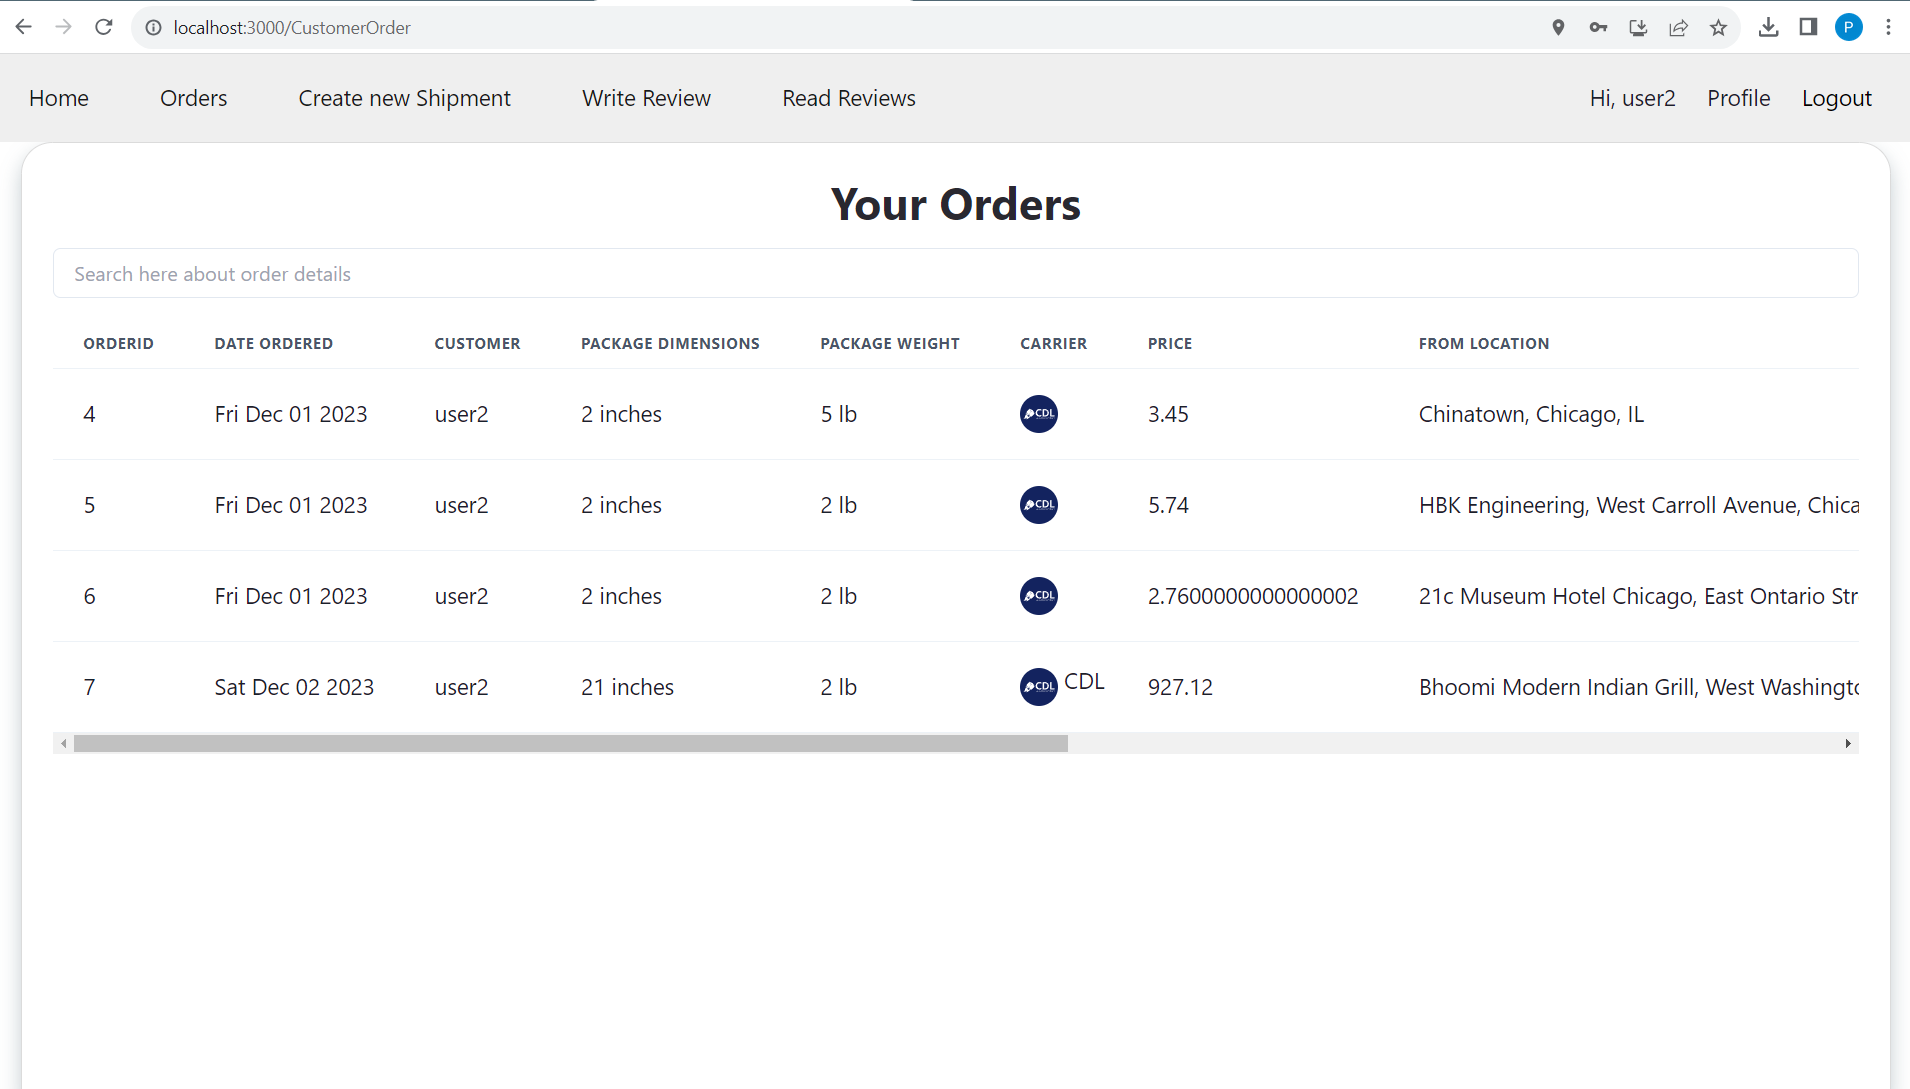 localhost:3000/CustomerOrder
P
Home Orders Create new Shipment Write Review Read Reviews Hi, user2 Profile Logout
Your Orders
Search here about order details
ORDERID DATE ORDERED CUSTOMER PACKAGE DIMENSIONS PACKAGE WEIGHT CARRIER PRICE FROM LOCATION
4 Fri Dec 01 2023 user2 2 inches 5 lb CDL 3.45 Chinatown, Chicago, IL
5 Fri Dec 01 2023 user2 2 inches 2 lb CDL 5.74 HBK Engineering, West Carroll Avenue, Chica
6 Fri Dec 01 2023 user2 2 inches 2 lb CDL 2.7600000000000002 21c Museum Hotel Chicago, East Ontario Str
7 Sat Dec 02 2023 user2 21 inches 2 lb CDL CDL 927.12 Bhoomi Modern Indian Grill, West Washingto